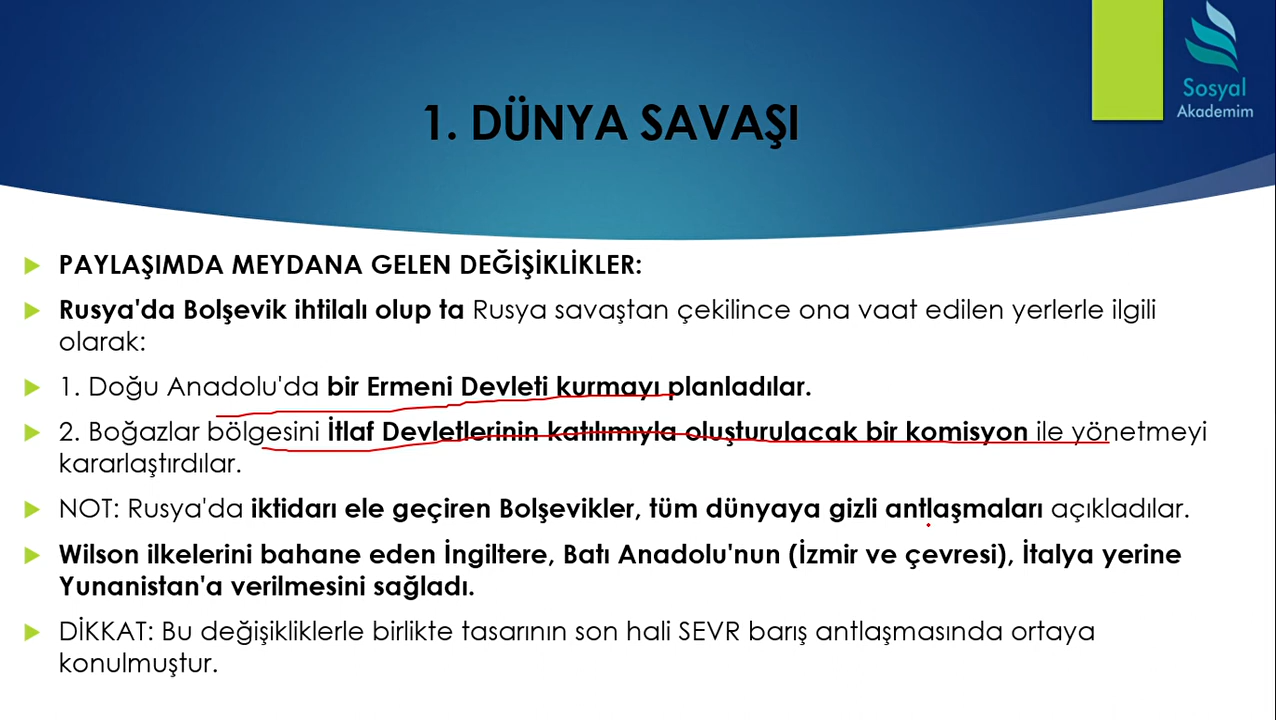 Sosyal
Akademim
1. DÜNYA SAVAŞI
PAYLAŞIMDA MEYDANA GELEN DEĞİŞİKLİKLER:
Rusya'da Bolşevik ihtilalı olup ta Rusya savaştan çekilince ona vaat edilen yerlerle ilgili
olarak:
1. Doğu Anadolu'da bir Ermeni Devleti kurmayı planladılar.
2. Boğazlar bölgesini İtlaf Devletlerinin katılımıyla oluşturulacak bir komisyon ile yönetmeyi
kararlaştırdılar.
NOT: Rusya'da iktidarı ele geçiren Bolşevikler, tüm dünyaya gizli antlaşmaları açıkladılar.
Wilson ilkelerini bahane eden İngiltere, Batı Anadolu'nun (İzmir ve çevresi), İtalya yerine
Yunanistan'a verilmesini sağladı.
DİKKAT: Bu değişikliklerle birlikte tasarının son hali SEVR barış antlaşmasında ortaya
konulmuştur.